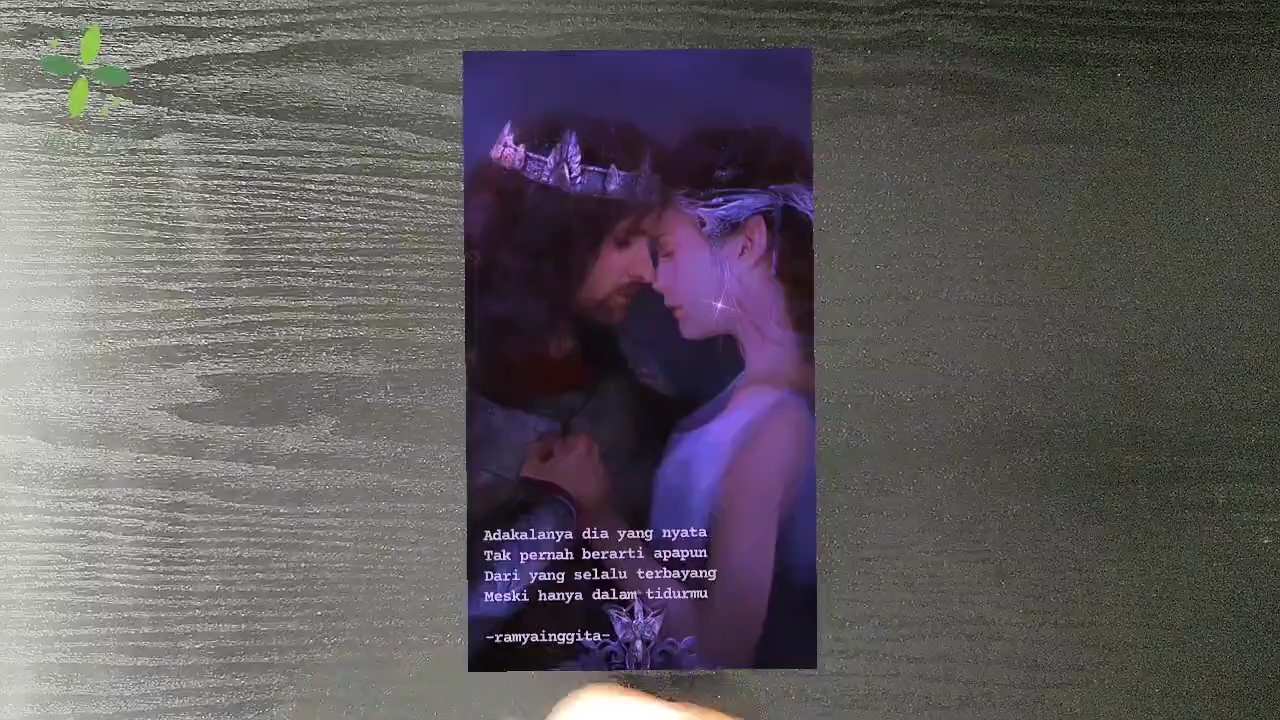 Adakalanya dia yang nyata
Tak pernah berarti apapun
Dari yang selalu terbayang
Meski hanya dalam tidurmu
-ramyainggita-